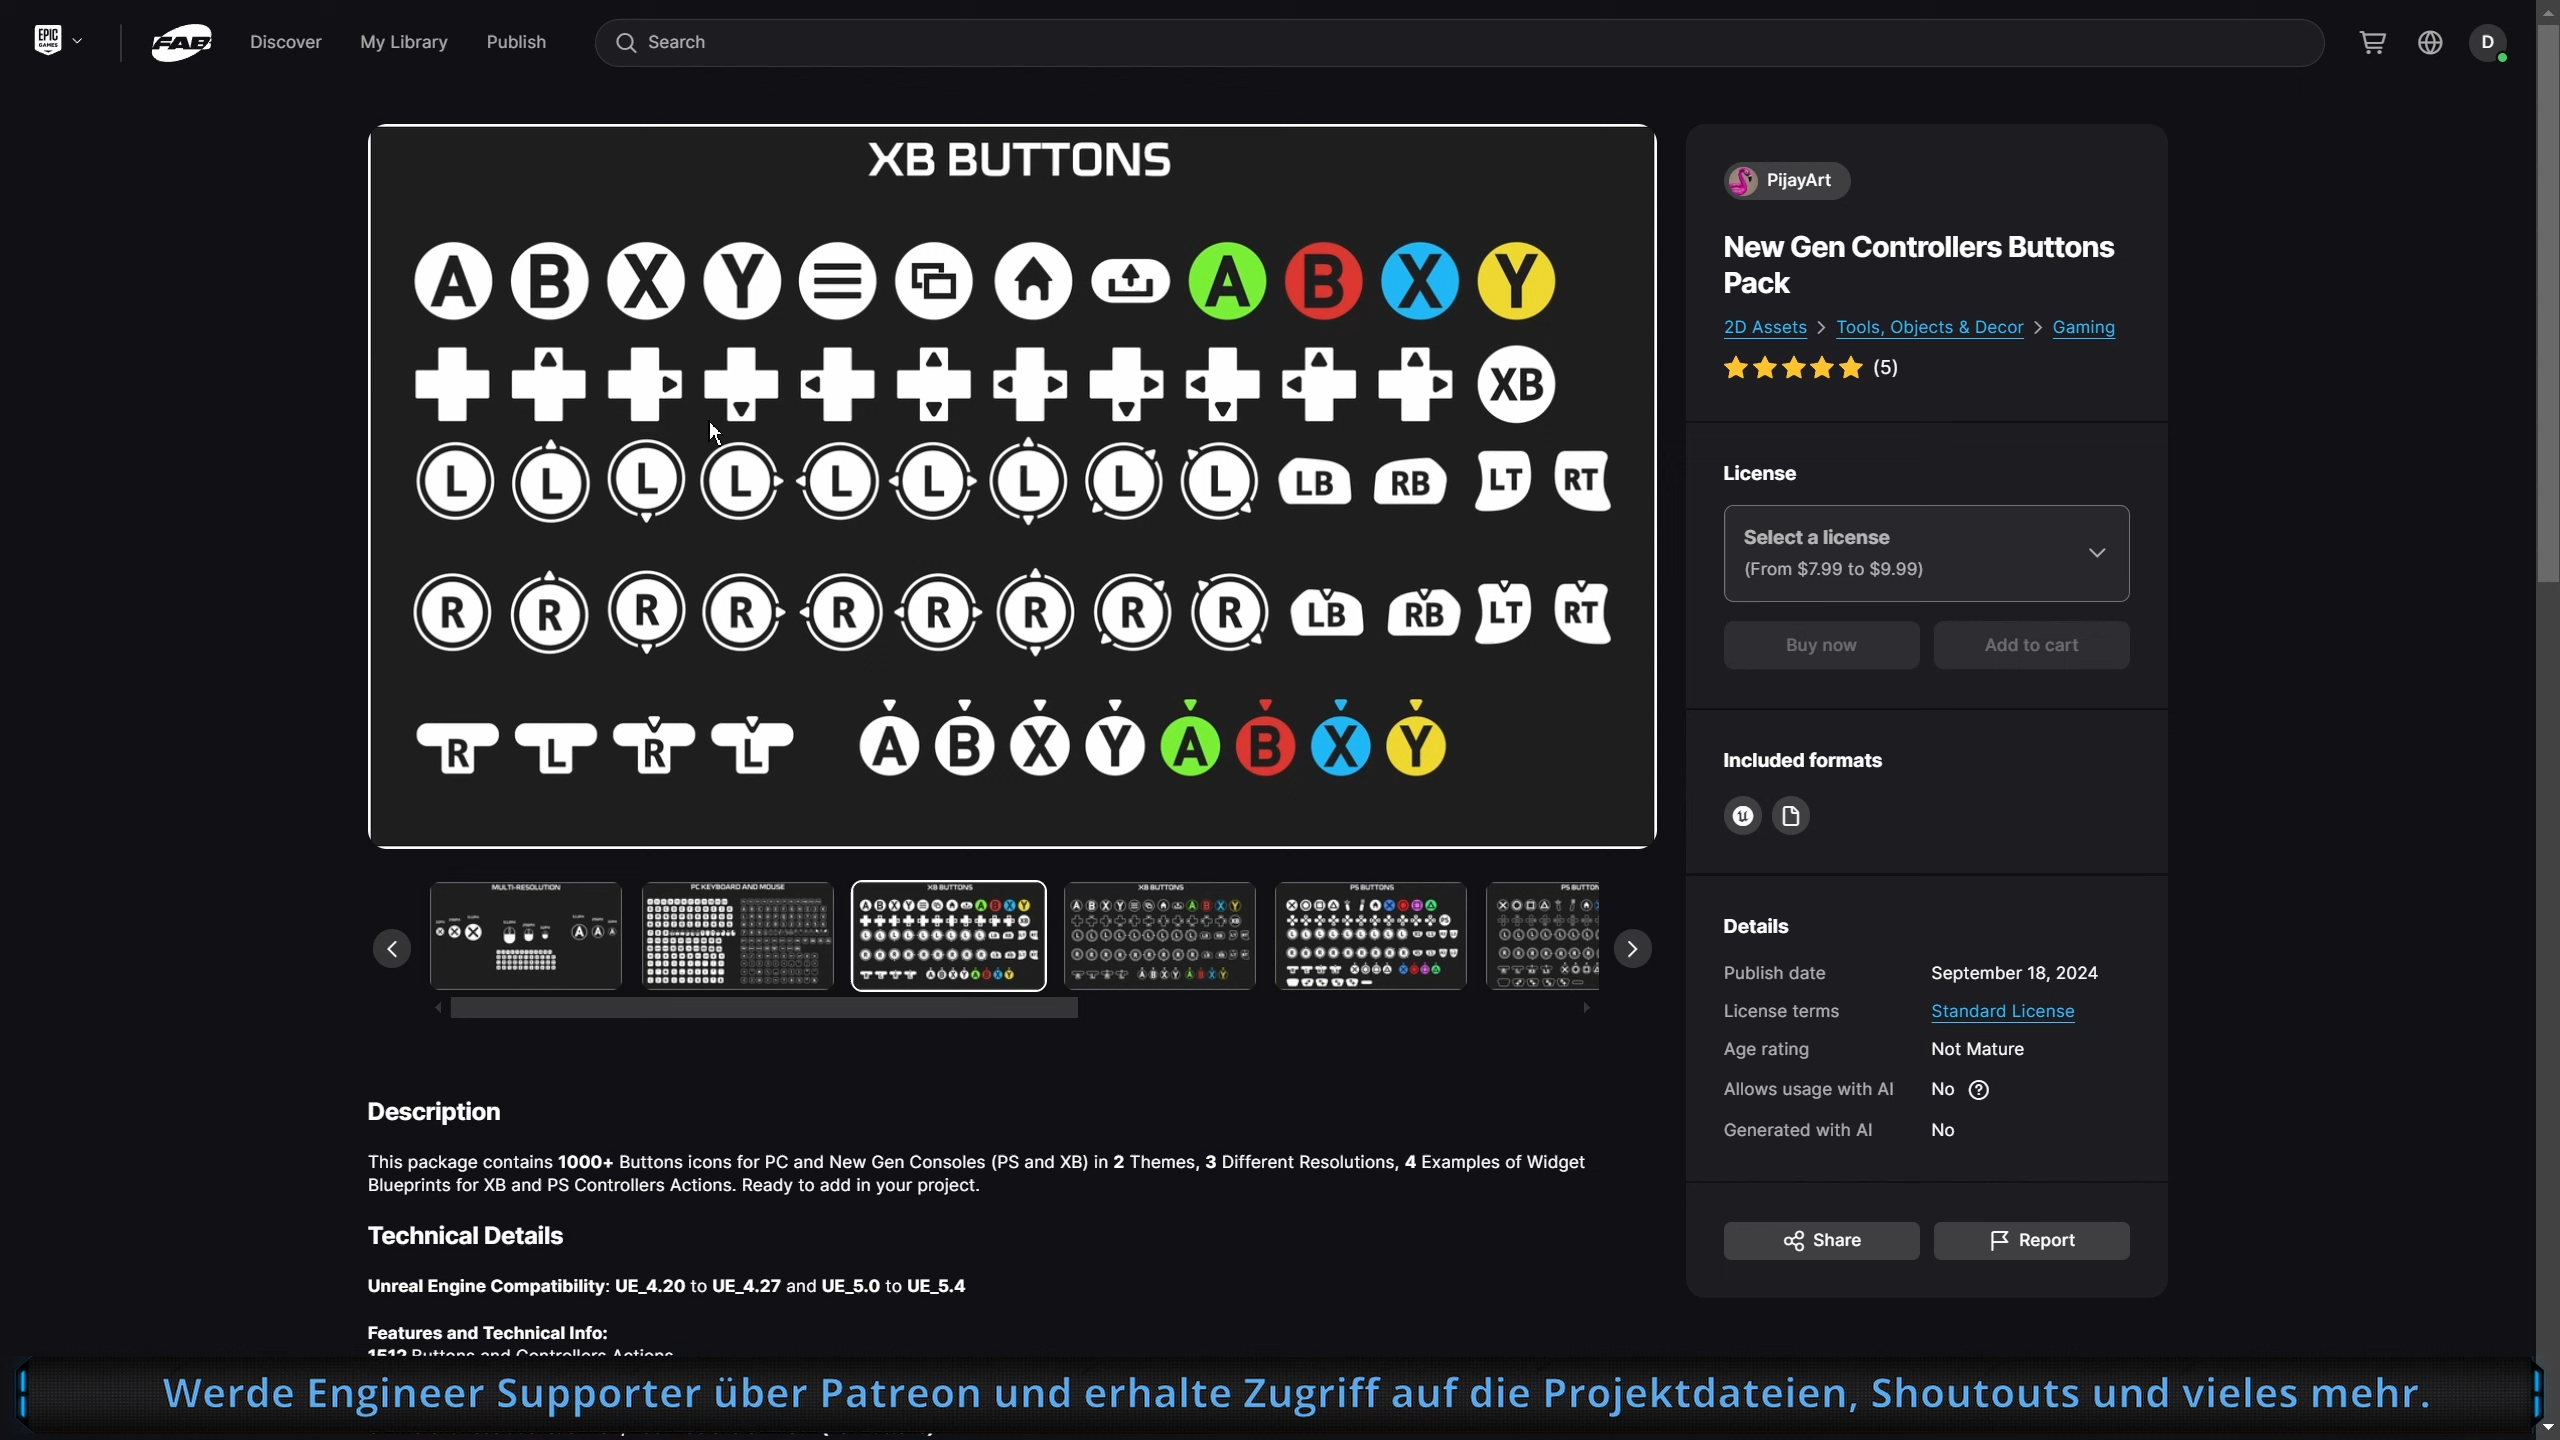 EPIC GAMES
FAB
Discover
My Library
Publish
Search
D
XB BUTTONS
A B X Y A B X Y
XB
L L L L L L L L L LB RB LT RT
R R R R R R R R R LB RB LT RT
R L R L A B X Y A B X Y
MULTI-RESOLUTION
PC KEYBOARD AND MOUSE
XB BUTTONS
XB BUTTONS
PS BUTTONS
Description
This package contains 1000+ Buttons icons for PC and New Gen Consoles (PS and XB) in 2 Themes, 3 Different Resolutions, 4 Examples of Widget
Blueprints for XB and PS Controllers Actions. Ready to add in your project.
Technical Details
Unreal Engine Compatibility: UE_4.20 to UE_4.27 and UE_5.0 to UE_5.4
Features and Technical Info:
1512 Buttons and Controllers Actions
PijayArt
New Gen Controllers Buttons
Pack
2D Assets > Tools, Objects & Decor > Gaming
(5)
License
Select a license
(From $7.99 to $9.99)
Buy now
Add to cart
Included formats
Details
Publish date September 18, 2024
License terms Standard License
Age rating Not Mature
Allows usage with AI No
Generated with AI No
Share
Report
Werde Engineer Supporter über Patreon und erhalte Zugriff auf die Projektdateien, Shoutouts und vieles mehr.